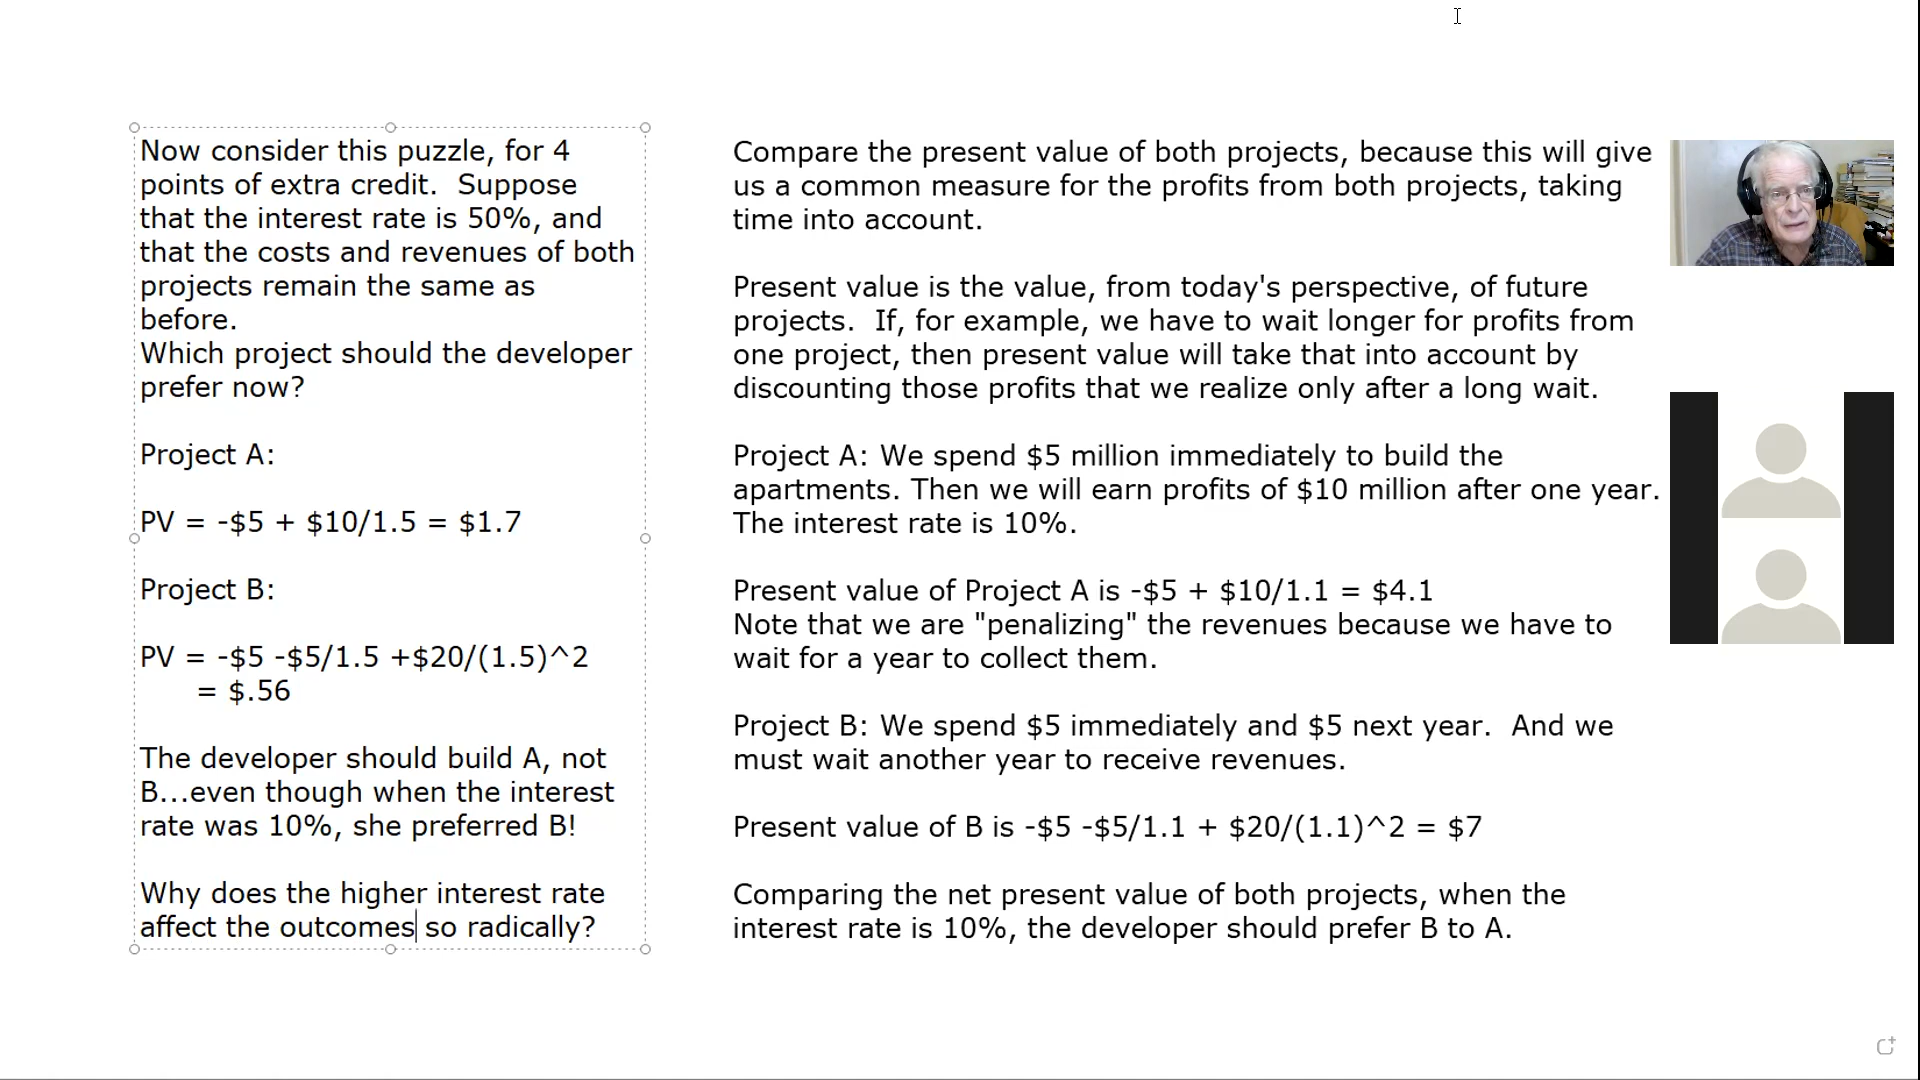 Now consider this puzzle, for 4
points of extra credit.  Suppose
that the interest rate is 50%, and
that the costs and revenues of both
projects remain the same as
before.
Which project should the developer
prefer now?
Project A:
PV = -$5 + $10/1.5 = $1.7
Project B:
PV = -$5 -$5/1.5 +$20/(1.5)^2
= $.56
The developer should build A, not
B...even though when the interest
rate was 10%, she preferred B!
Why does the higher interest rate
affect the outcomes so radically?
Compare the present value of both projects, because this will give
us a common measure for the profits from both projects, taking
time into account.
Present value is the value, from today's perspective, of future
projects.  If, for example, we have to wait longer for profits from
one project, then present value will take that into account by
discounting those profits that we realize only after a long wait.
Project A: We spend $5 million immediately to build the
apartments. Then we will earn profits of $10 million after one year.
The interest rate is 10%.
Present value of Project A is -$5 + $10/1.1 = $4.1
Note that we are "penalizing" the revenues because we have to
wait for a year to collect them.
Project B: We spend $5 immediately and $5 next year.  And we
must wait another year to receive revenues.
Present value of B is -$5 -$5/1.1 + $20/(1.1)^2 = $7
Comparing the net present value of both projects, when the
interest rate is 10%, the developer should prefer B to A.